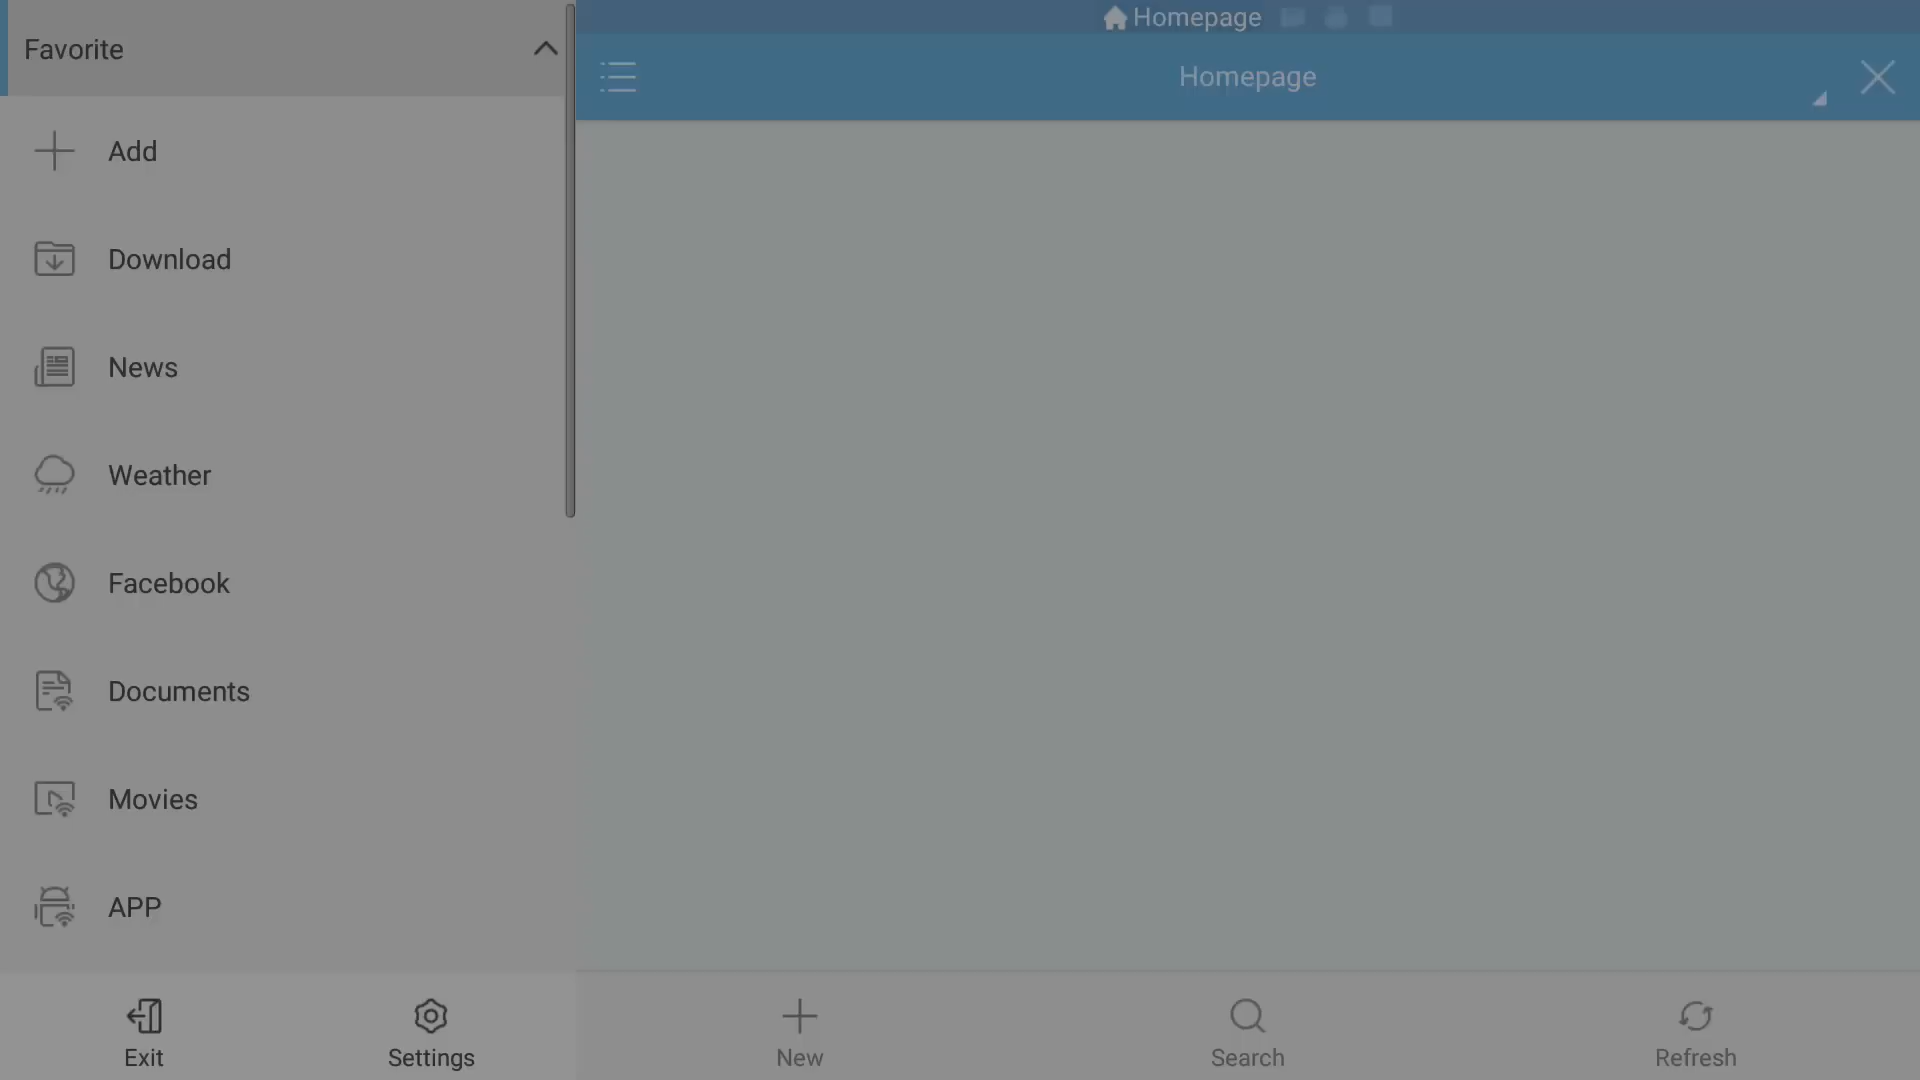 Favorite
Add
Download
News
Weather
Facebook
Documents
Movies
APP
Exit
Settings
Homepage
Homepage
New
Search
Refresh